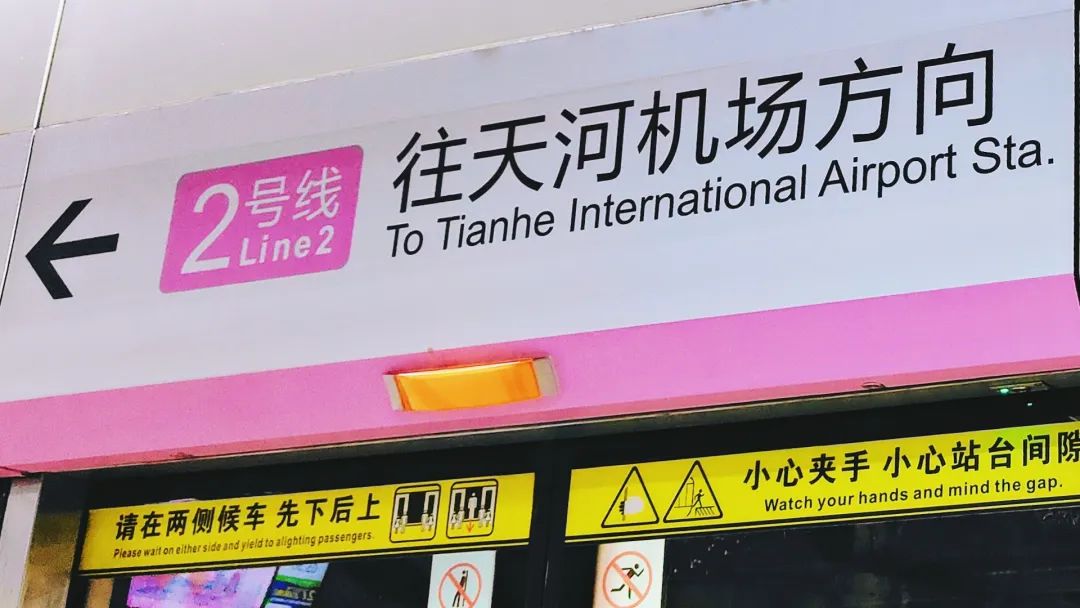 2号线
Line 2
往天河机场方向
To Tianhe International Airport Sta.
请在两侧候车 先下后上
Please wait on either side and yield to alighting passengers.
小心夹手 小心站台间隙
Watch your hands and mind the gap.